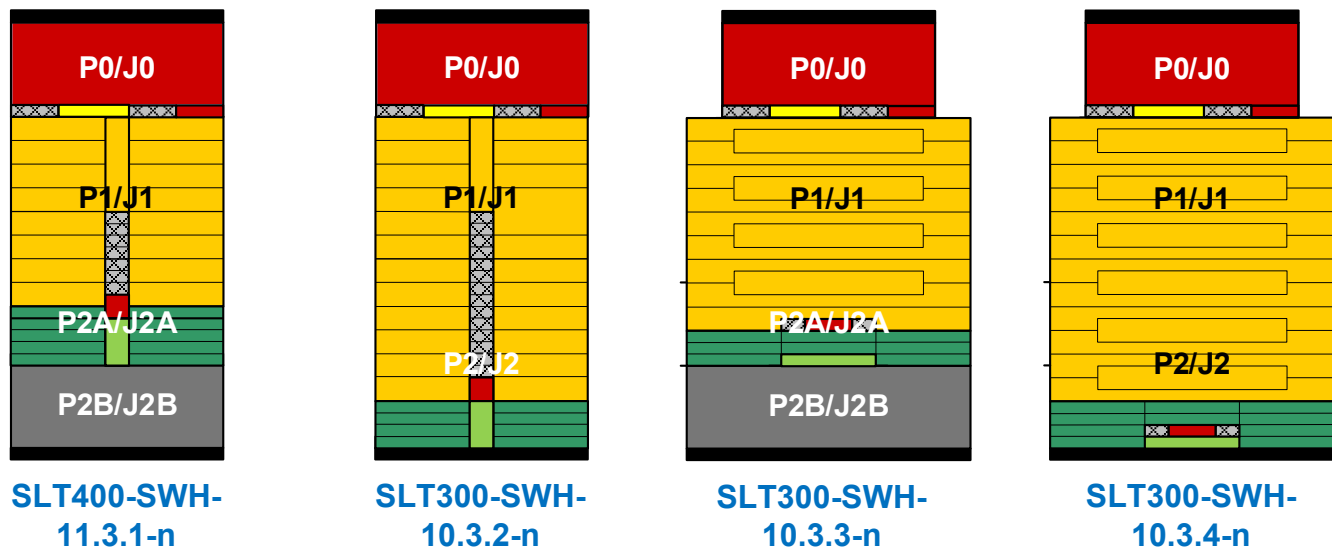 P0/J0
P1/J1
P2A/J2A
P2B/J2B
SLT400-SWH-
11.3.1-n
P0/J0
P1/J1
P2/J2
SLT300-SWH-
10.3.2-n
P0/J0
P1/J1
P2A/J2A
P2B/J2B
SLT300-SWH-
10.3.3-n
P0/J0
P1/J1
P2/J2
SLT300-SWH-
10.3.4-n